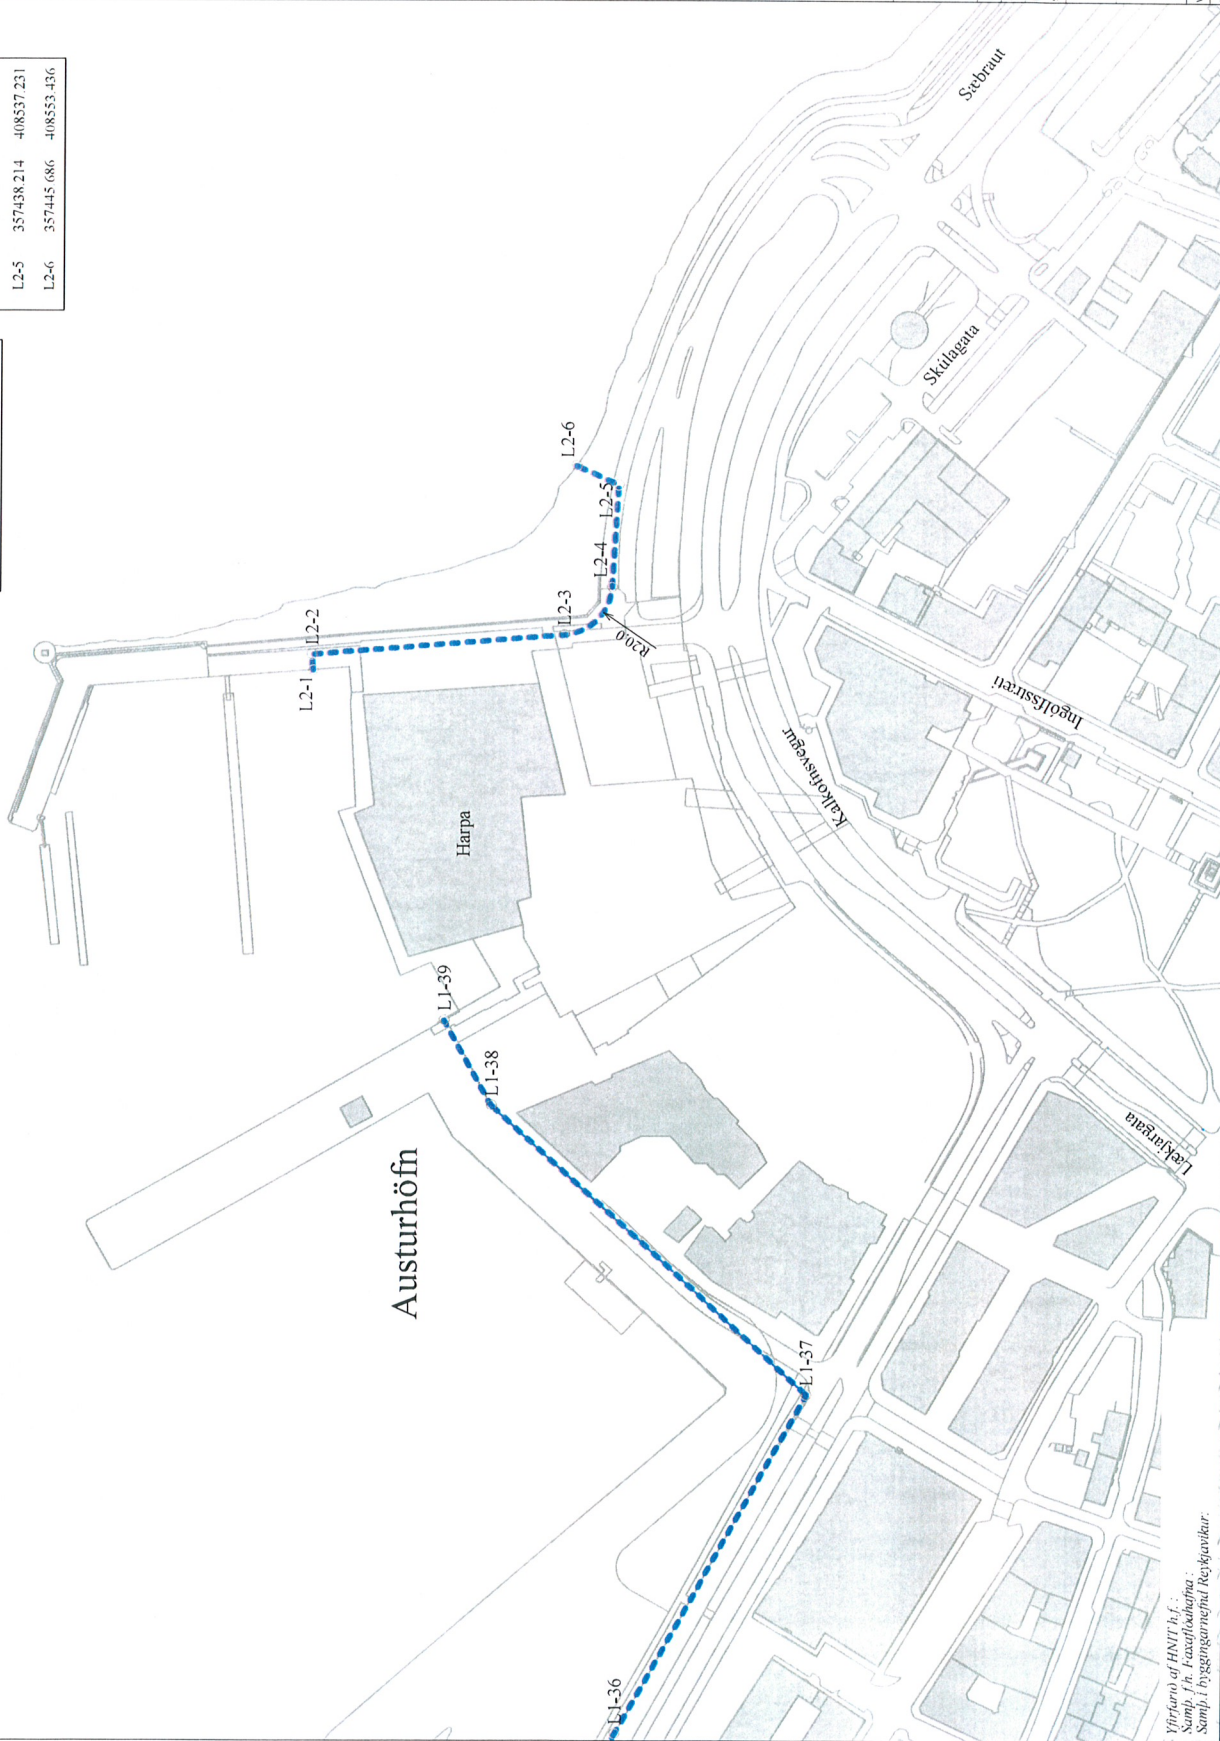 L2-5 357438.214 408537.231
L2-6 357445.686 408553.436
Sæbraut
Skúlagata
L2-6
L2-5
L2-4
L2-3
L2-2
L2-1
R20.0
Ingólfsstræti
Kalkofnsvegur
Harpa
L1-39
L1-38
Austurhöfn
Lækjargata
L1-37
L1-36
Yfirfarið af HNIT h.f. :
Samþ. f.h. Faxaflóahafna :
Samþ. í byggingarnefnd Reykjavíkur: